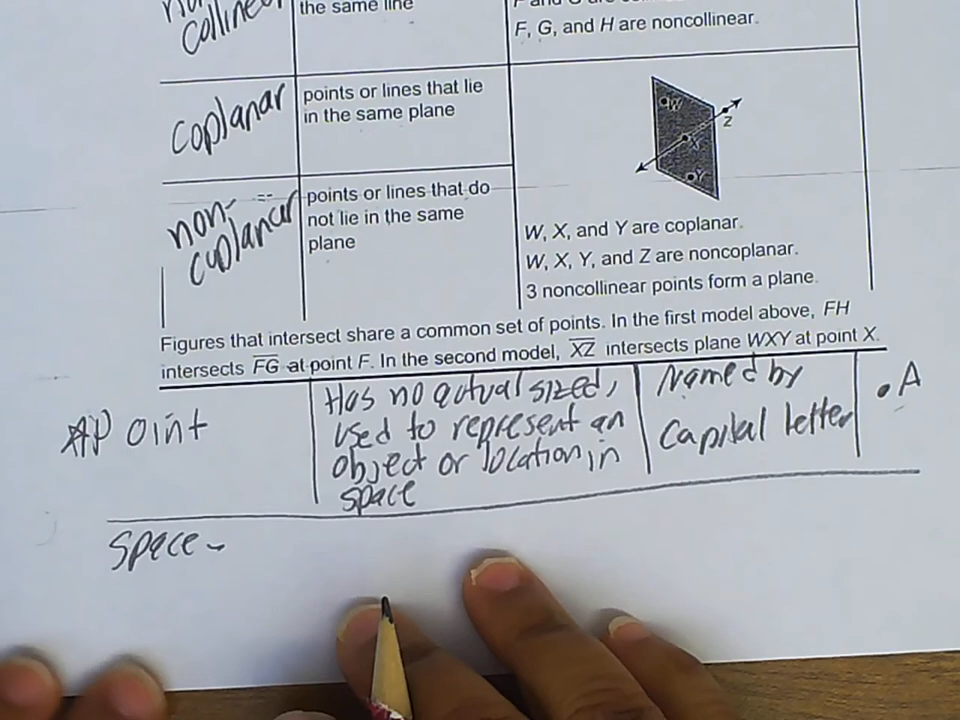 collinear
the same line
F, G, and H are noncollinear.
coplanar
points or lines that lie
in the same plane
W
X
Y
Z
non-
coplanar
points or lines that do
not lie in the same
plane
W, X, and Y are coplanar.
W, X, Y, and Z are noncoplanar.
3 noncollinear points form a plane.
Figures that intersect share a common set of points. In the first model above, FH
intersects FG at point F. In the second model, XZ intersects plane WXY at point X.
Point
Has no actual sized,
used to represent an
object or location in
space
Named by
capital letter
A
Space -